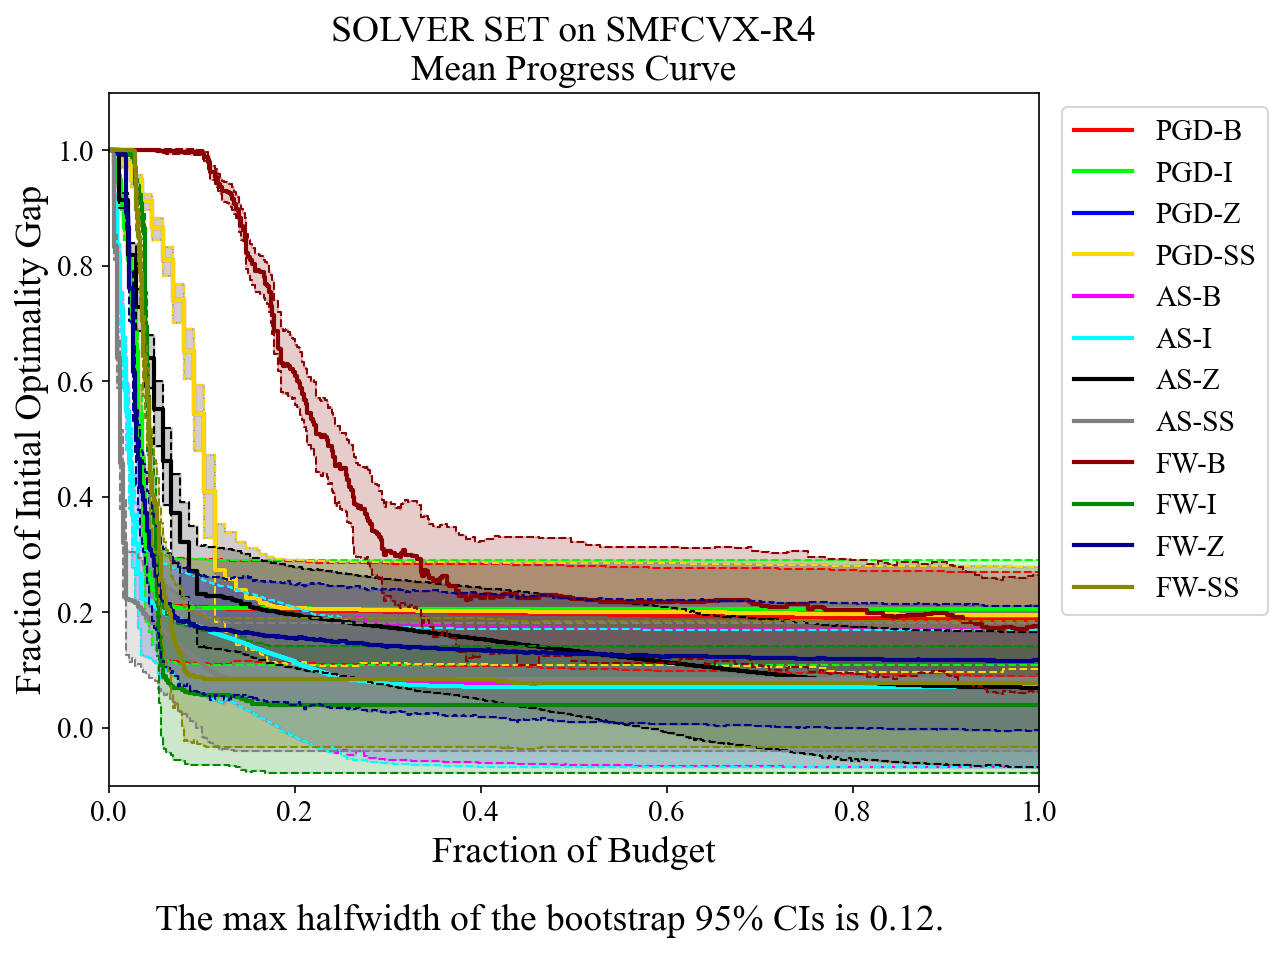 SOLVER SET on SMFCVX-R4
Mean Progress Curve
Fraction of Initial Optimality Gap
1.0
0.8
0.6
0.4
0.2
0.0
0.0 0.2 0.4 0.6 0.8 1.0
Fraction of Budget
PGD-B
PGD-I
PGD-Z
PGD-SS
AS-B
AS-I
AS-Z
AS-SS
FW-B
FW-I
FW-Z
FW-SS
The max halfwidth of the bootstrap 95% CIs is 0.12.